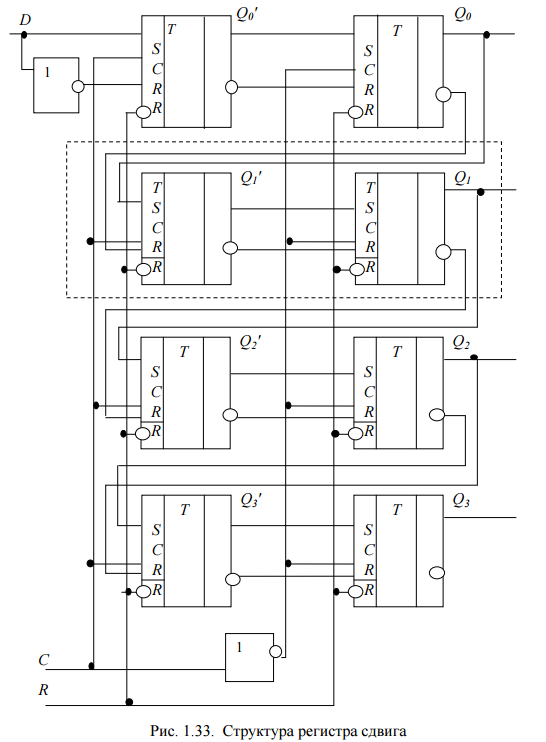 D Q₀′ Q₀
T T
S S
1 C C
R R
R R
Q₁′ Q₁
T T
S S
C C
R R
R R
Q₂′ Q₂
T T
S S
C C
R R
R R
Q₃′ Q₃
T T
S S
C C
R R
R R
1
C
R
Рис. 1.33. Структура регистра сдвига